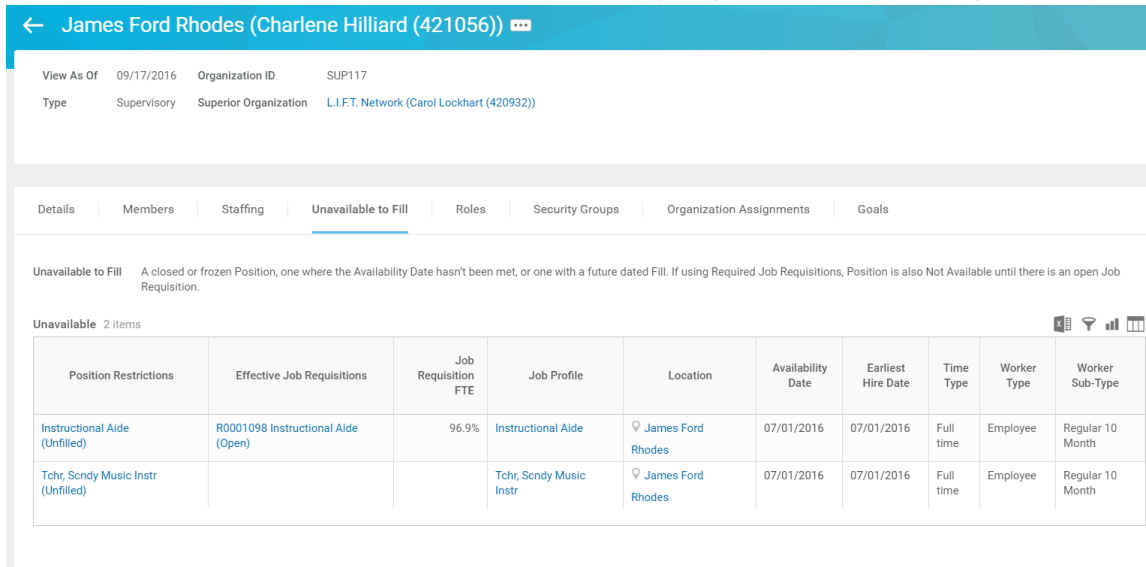 James Ford Rhodes (Charlene Hilliard (421056))
View As Of 09/17/2016 Organization ID SUP117
Type Supervisory Superior Organization L.I.F.T. Network (Carol Lockhart (420932))
Details Members Staffing Unavailable to Fill Roles Security Groups Organization Assignments Goals
Unavailable to Fill A closed or frozen Position, one where the Availability Date hasn't been met, or one with a future dated Fill. If using Required Job Requisitions, Position is also Not Available until there is an open Job
Requisition.
Unavailable 2 items
Position Restrictions Effective Job Requisitions Job Requisition FTE Job Profile Location Availability Date Earliest Hire Date Time Type Worker Type Worker Sub-Type
Instructional Aide R0001098 Instructional Aide 96.9% Instructional Aide James Ford 07/01/2016 07/01/2016 Full Employee Regular 10
(Unfilled) (Open) Rhodes time Month
Tchr, Scndy Music Instr Tchr, Scndy Music James Ford 07/01/2016 07/01/2016 Full Employee Regular 10
(Unfilled) Instr Rhodes time Month